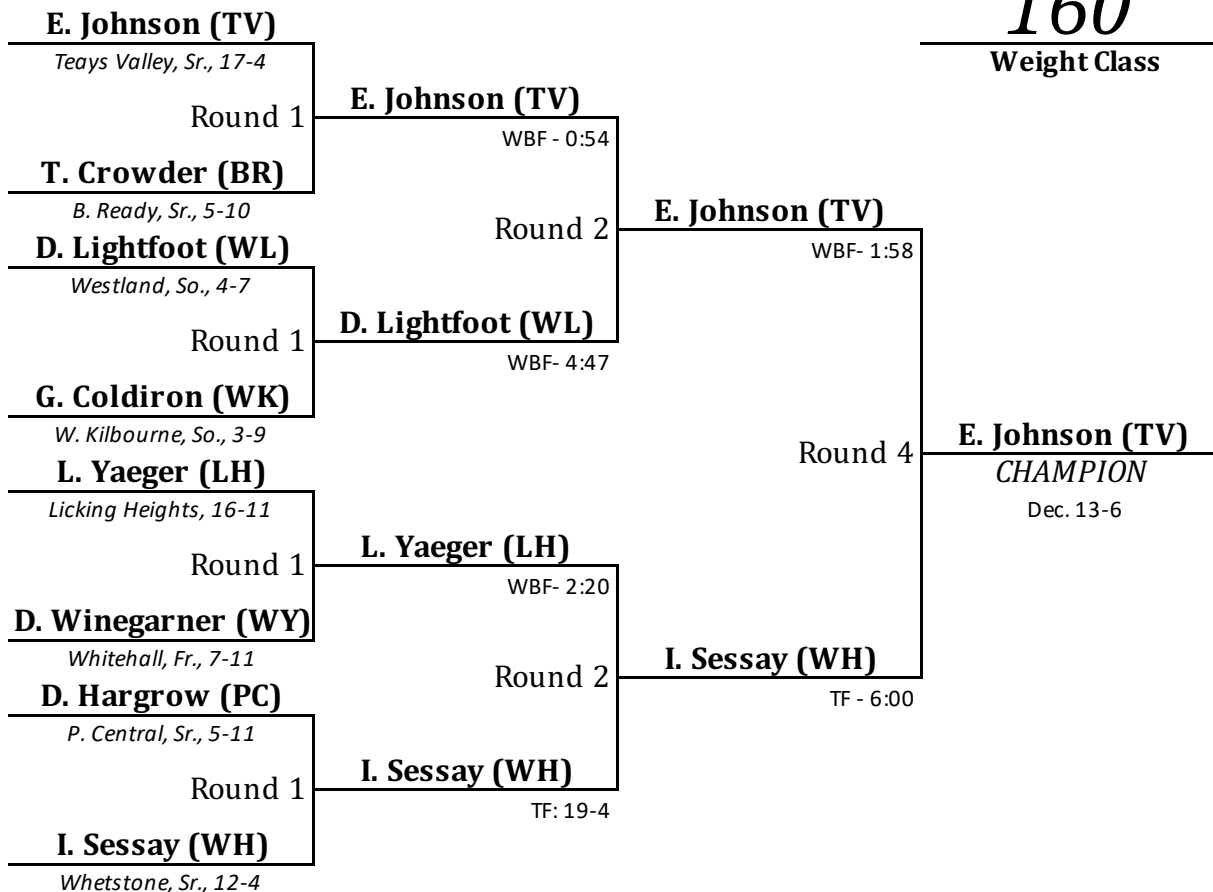 160
Weight Class
E. Johnson (TV)
Teays Valley, Sr., 17-4
Round 1
T. Crowder (BR)
B. Ready, Sr., 5-10
D. Lightfoot (WL)
Westland, So., 4-7
Round 1
G. Coldiron (WK)
W. Kilbourne, So., 3-9
L. Yaeger (LH)
Licking Heights, 16-11
Round 1
D. Winegarner (WY)
Whitehall, Fr., 7-11
D. Hargrow (PC)
P. Central, Sr., 5-11
Round 1
I. Sessay (WH)
Whetstone, Sr., 12-4
E. Johnson (TV)
WBF - 0:54
Round 2
D. Lightfoot (WL)
WBF- 4:47
L. Yaeger (LH)
WBF- 2:20
Round 2
I. Sessay (WH)
TF: 19-4
E. Johnson (TV)
WBF- 1:58
Round 4
I. Sessay (WH)
TF - 6:00
E. Johnson (TV)
CHAMPION
Dec. 13-6